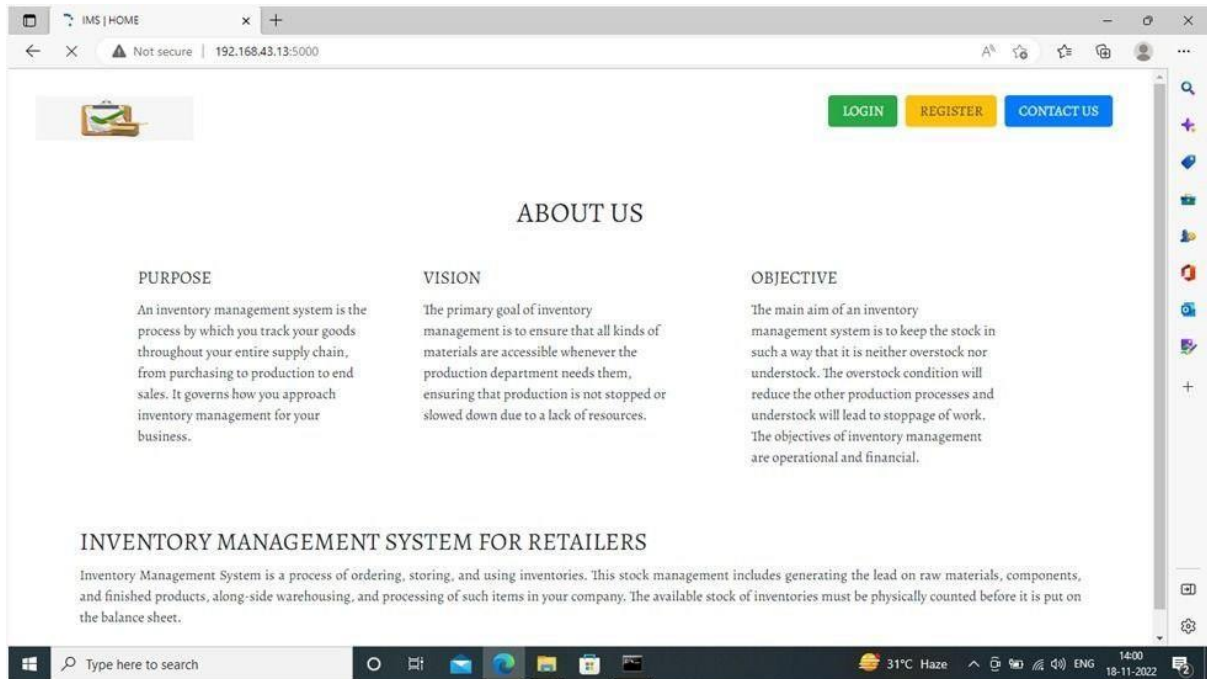 IMS | HOME
Not secure | 192.168.43.13:5000
LOGIN REGISTER CONTACT US
ABOUT US
PURPOSE
An inventory management system is the
process by which you track your goods
throughout your entire supply chain,
from purchasing to production to end
sales. It governs how you approach
inventory management for your
business.
VISION
The primary goal of inventory
management is to ensure that all kinds of
materials are accessible whenever the
production department needs them,
ensuring that production is not stopped or
slowed down due to a lack of resources.
OBJECTIVE
The main aim of an inventory
management system is to keep the stock in
such a way that it is neither overstock nor
understock. The overstock condition will
reduce the other production processes and
understock will lead to stoppage of work.
The objectives of inventory management
are operational and financial.
INVENTORY MANAGEMENT SYSTEM FOR RETAILERS
Inventory Management System is a process of ordering, storing, and using inventories. This stock management includes generating the lead on raw materials, components,
and finished products, along-side warehousing, and processing of such items in your company. The available stock of inventories must be physically counted before it is put on
the balance sheet.
Type here to search
31°C Haze
ENG
14:00
18-11-2022
2